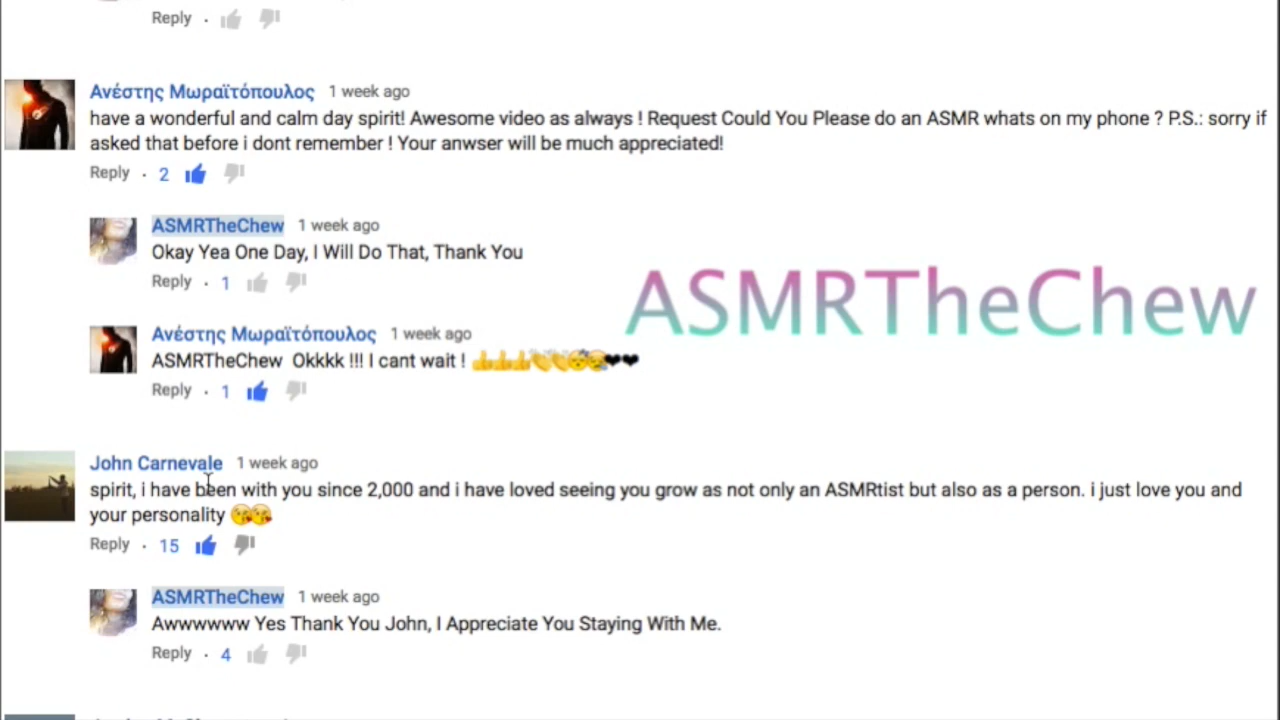 Reply
Ανέστης Μωραϊτόπουλος 1 week ago
have a wonderful and calm day spirit! Awesome video as always ! Request Could You Please do an ASMR whats on my phone ? P.S.: sorry if
asked that before i dont remember ! Your anwser will be much appreciated!
Reply · 2
ASMRTheChew 1 week ago
Okay Yea One Day, I Will Do That, Thank You
Reply · 1
ASMRTheChew
Ανέστης Μωραϊτόπουλος 1 week ago
ASMRTheChew Okkkk !!! I cant wait ! 👍👍👍👏👏😴😪❤❤
Reply · 1
John Carnevale 1 week ago
spirit, i have been with you since 2,000 and i have loved seeing you grow as not only an ASMRtist but also as a person. i just love you and
your personality 😘😘
Reply · 15
ASMRTheChew 1 week ago
Awwwwww Yes Thank You John, I Appreciate You Staying With Me.
Reply · 4